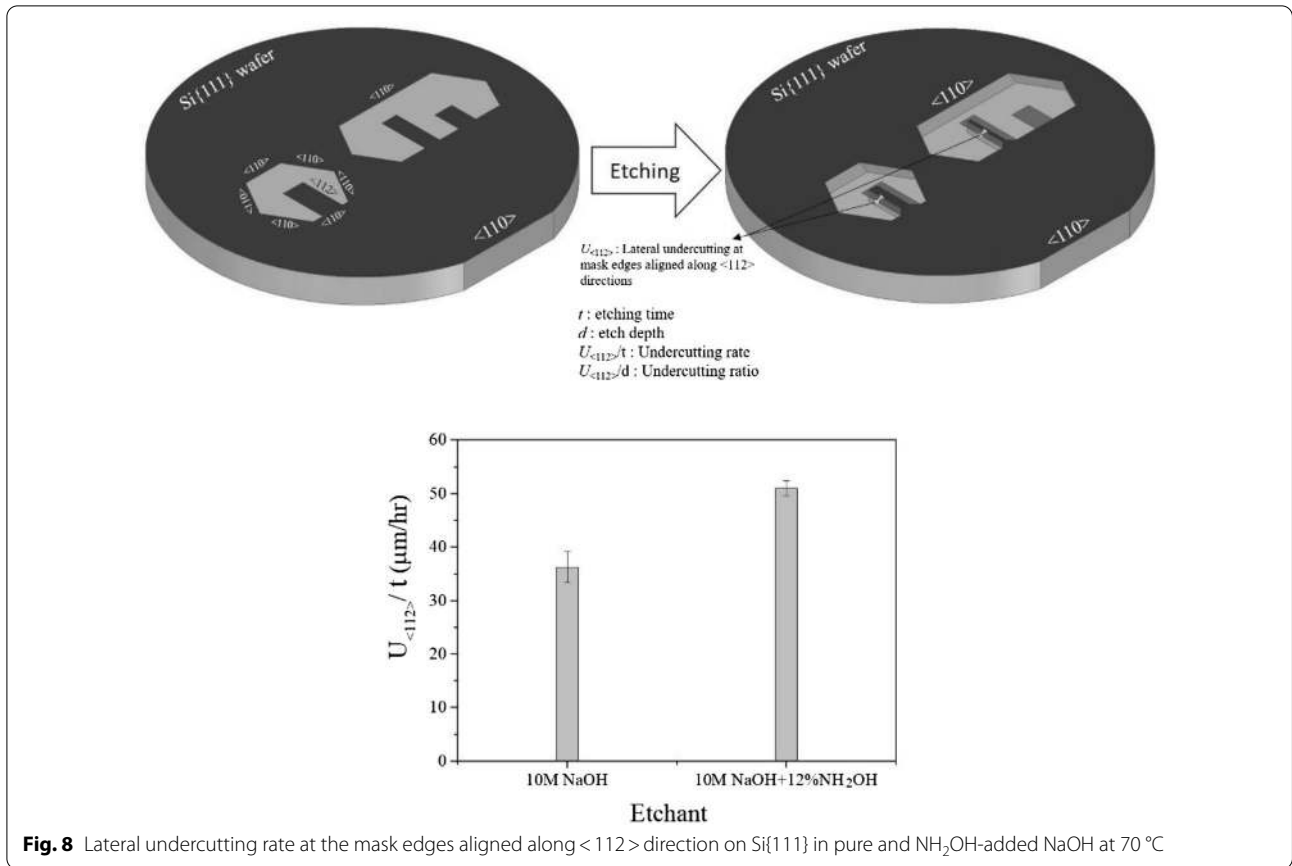 Si{111} wafer
<110>
<110>
<110>
<110>
<110>
<112>
<110>
<110>
<110>
<110>
Etching
Si{111} wafer
<110>
<110>
U<112> : Lateral undercutting at
mask edges aligned along <112>
directions
t : etching time
d : etch depth
U<112>/t : Undercutting rate
U<112>/d : Undercutting ratio
60
50
40
30
20
10
0
U<112>/ t (μm/hr)
10M NaOH
10M NaOH+12%NH₂OH
Etchant
Fig. 8 Lateral undercutting rate at the mask edges aligned along < 112 > direction on Si{111} in pure and NH₂OH-added NaOH at 70 °C